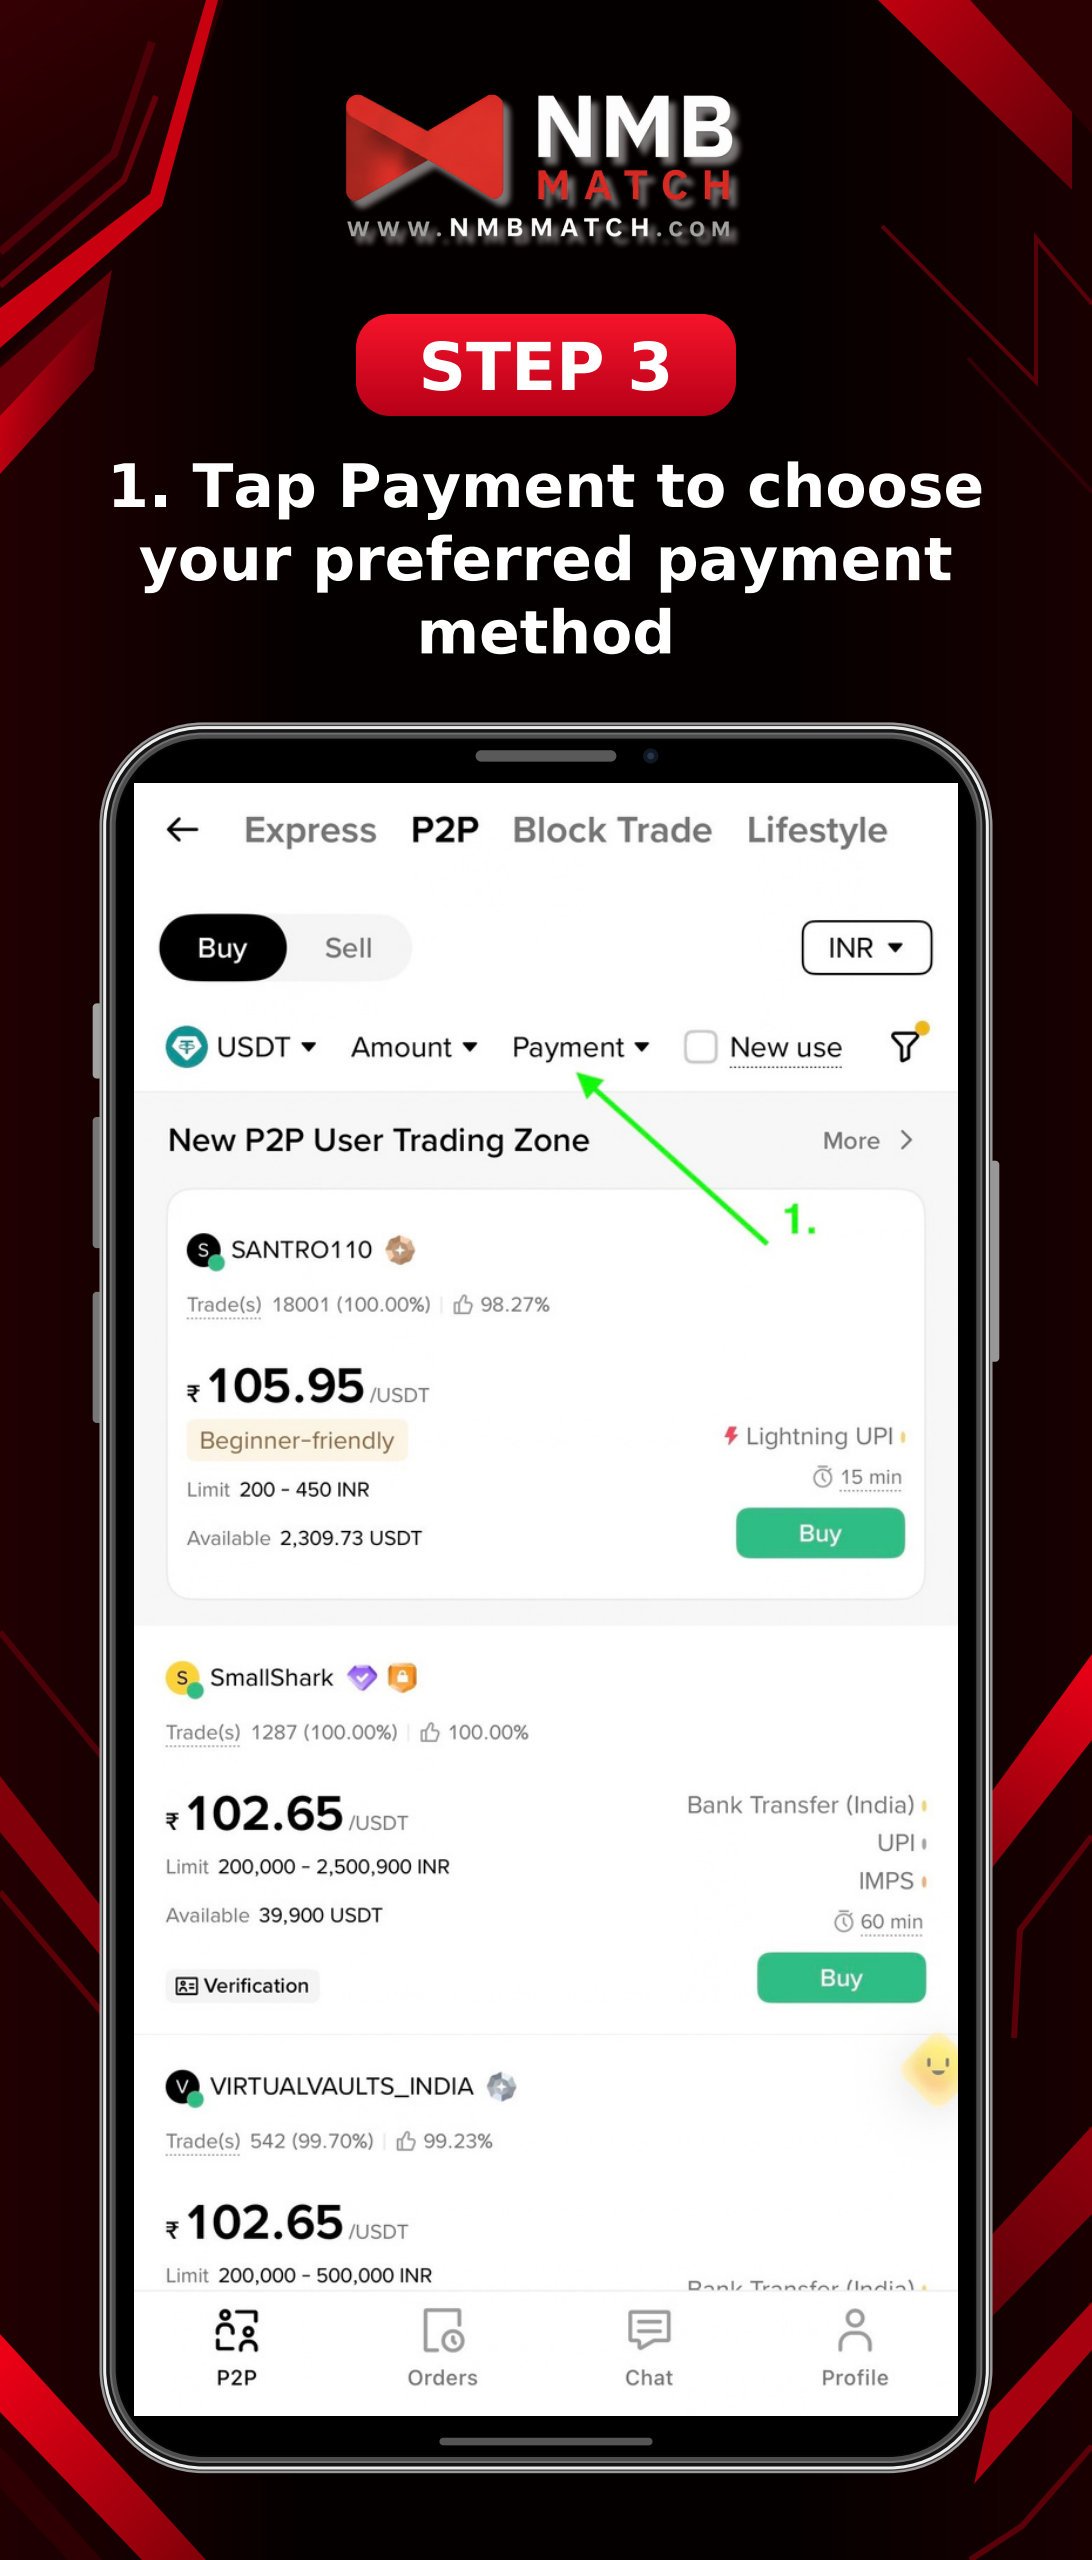 NMB
MATCH
WWW.NMBMATCH.COM
STEP 3
1. Tap Payment to choose
your preferred payment
method
Express P2P Block Trade Lifestyle
Buy Sell INR
USDT Amount Payment New use
New P2P User Trading Zone More
1.
S SANTRO110
Trade(s) 18001 (100.00%) 98.27%
₹ 105.95 /USDT
Beginner-friendly
Lightning UPI
Limit 200 - 450 INR
15 min
Available 2,309.73 USDT
Buy
S SmallShark
Trade(s) 1287 (100.00%) 100.00%
₹ 102.65 /USDT
Bank Transfer (India)
UPI
Limit 200,000 - 2,500,900 INR
IMPS
Available 39,900 USDT
60 min
Verification
Buy
V VIRTUALVAULTS_INDIA
Trade(s) 542 (99.70%) 99.23%
₹ 102.65 /USDT
Limit 200,000 - 500,000 INR
Bank Transfer (India)
P2P Orders Chat Profile